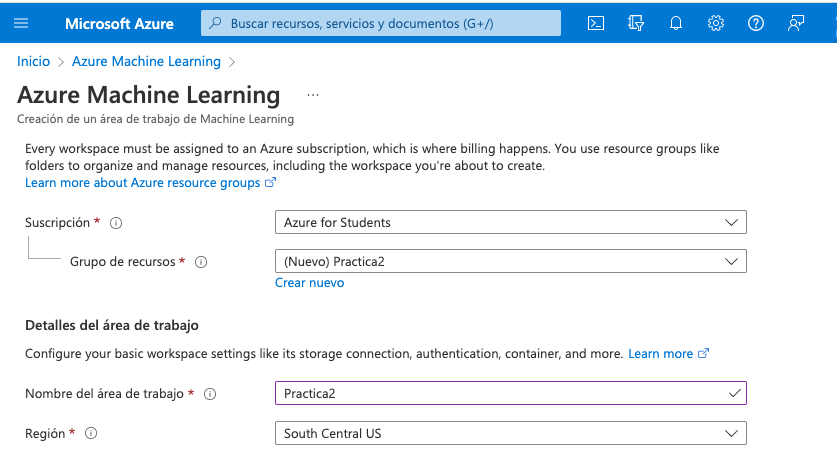 Microsoft Azure
Buscar recursos, servicios y documentos (G+/)
Inicio > Azure Machine Learning >
Azure Machine Learning ...
Creación de un área de trabajo de Machine Learning
Every workspace must be assigned to an Azure subscription, which is where billing happens. You use resource groups like
folders to organize and manage resources, including the workspace you're about to create.
Learn more about Azure resource groups
Suscripción *
Azure for Students
Grupo de recursos *
(Nuevo) Practica2
Crear nuevo
Detalles del área de trabajo
Configure your basic workspace settings like its storage connection, authentication, container, and more. Learn more
Nombre del área de trabajo *
Practica2
Región *
South Central US